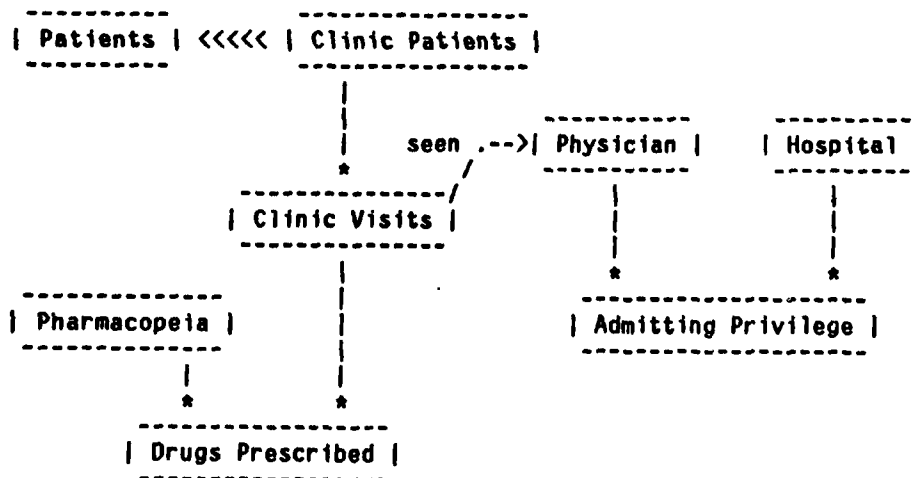 | Patients | <<<<< | Clinic Patients |
seen .-->| Physician | | Hospital |
| Clinic Visits |
| Pharmacopeia |
| Admitting Privilege |
| Drugs Prescribed |